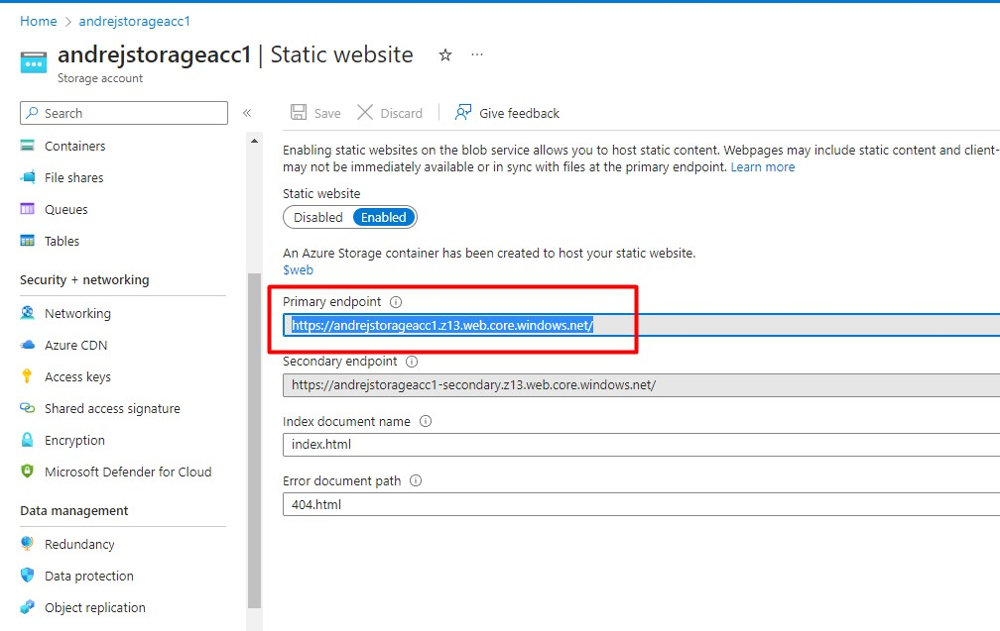 Home > andrejstorageacc1
andrejstorageacc1 | Static website
Storage account
Search
Save Discard Give feedback
Containers
File shares
Queues
Tables
Security + networking
Networking
Azure CDN
Access keys
Shared access signature
Encryption
Microsoft Defender for Cloud
Data management
Redundancy
Data protection
Object replication
Enabling static websites on the blob service allows you to host static content. Webpages may include static content and client-
may not be immediately available or in sync with files at the primary endpoint. Learn more
Static website
Disabled Enabled
An Azure Storage container has been created to host your static website.
$web
Primary endpoint
https://andrejstorageacc1.z13.web.core.windows.net/
Secondary endpoint
https://andrejstorageacc1-secondary.z13.web.core.windows.net/
Index document name
index.html
Error document path
404.html